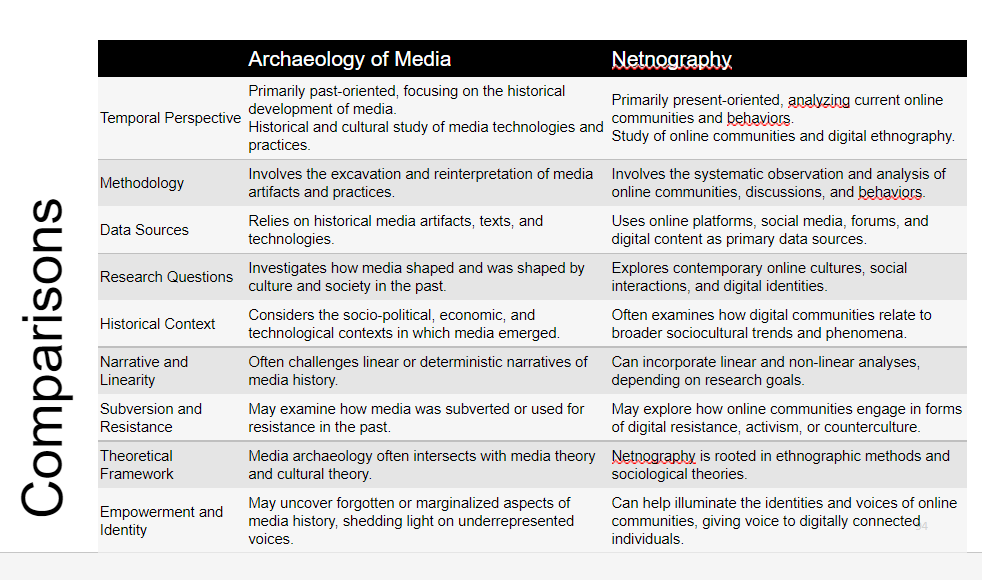 Comparisons
Archaeology of Media
Netnography
Temporal Perspective
Primarily past-oriented, focusing on the historical
development of media.
Historical and cultural study of media technologies and
practices.
Primarily present-oriented, analyzing current online
communities and behaviors.
Study of online communities and digital ethnography.
Methodology
Involves the excavation and reinterpretation of media
artifacts and practices.
Involves the systematic observation and analysis of
online communities, discussions, and behaviors.
Data Sources
Relies on historical media artifacts, texts, and
technologies.
Uses online platforms, social media, forums, and
digital content as primary data sources.
Research Questions
Investigates how media shaped and was shaped by
culture and society in the past.
Explores contemporary online cultures, social
interactions, and digital identities.
Historical Context
Considers the socio-political, economic, and
technological contexts in which media emerged.
Often examines how digital communities relate to
broader sociocultural trends and phenomena.
Narrative and
Linearity
Often challenges linear or deterministic narratives of
media history.
Can incorporate linear and non-linear analyses,
depending on research goals.
Subversion and
Resistance
May examine how media was subverted or used for
resistance in the past.
May explore how online communities engage in forms
of digital resistance, activism, or counterculture.
Theoretical
Framework
Media archaeology often intersects with media theory
and cultural theory.
Netnography is rooted in ethnographic methods and
sociological theories.
Empowerment and
Identity
May uncover forgotten or marginalized aspects of
media history, shedding light on underrepresented
voices.
Can help illuminate the identities and voices of online
communities, giving voice to digitally connected
individuals.